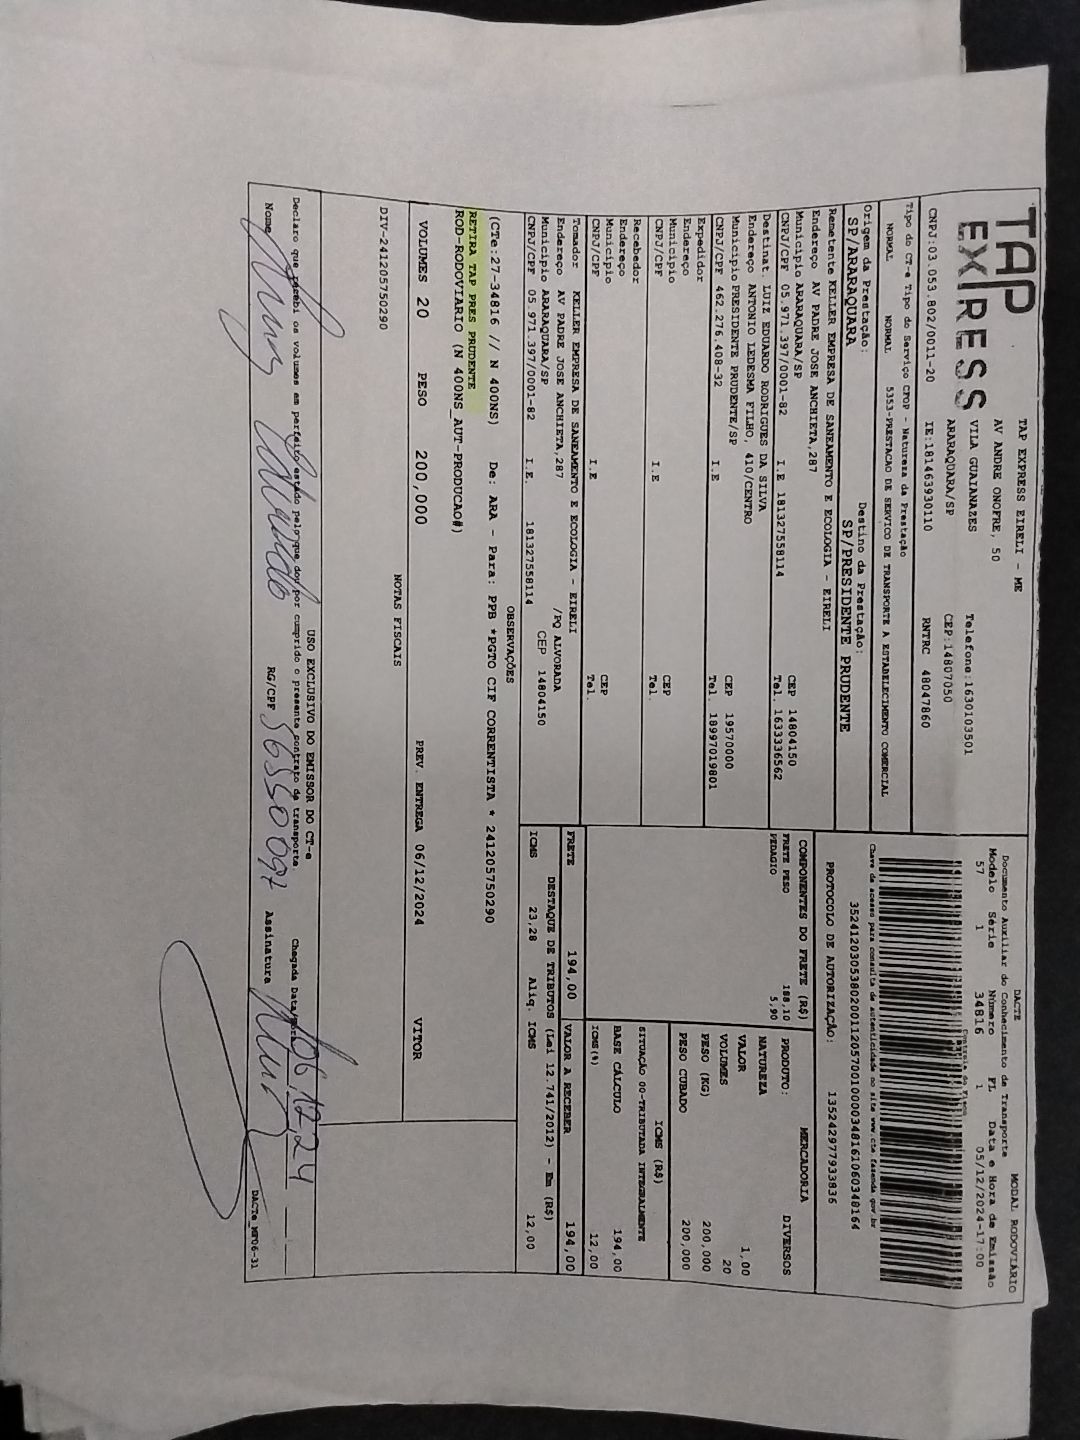 TAP
EXPRESS
TAP EXPRESS EIRELI - ME
AV ANDRE ONOFRE, 50
VILA GUAIANAZES
ARARAQUARA/SP
Telefone:1630103501
CEP:14807050
CNPJ:03.053.802/0011-20 IE:181463930110 RNTRC 48047860
Tipo do CT-e Tipo do Serviço CFOP - Natureza da Prestação
NORMAL NORMAL 5353-PRESTACAO DE SERVICO DE TRANSPORTE A ESTABELECIMENTO COMERCIAL
Origem da Prestação: Destino da Prestação:
SP/ARARAQUARA SP/PRESIDENTE PRUDENTE
Remetente KELLER EMPRESA DE SANEAMENTO E ECOLOGIA - EIRELI
Endereço AV PADRE JOSE ANCHIETA,287
Município ARARAQUARA/SP CEP 14804150
CNPJ/CPF 05.971.397/0001-82 I.E 181327558114 Tel. 1633336562
Destinat. LUIZ EDUARDO RODRIGUES DA SILVA
Endereço ANTONIO LEDESMA FILHO, 410/CENTRO
Município PRESIDENTE PRUDENTE/SP CEP 19570000
CNPJ/CPF 462.276.408-32 I.E Tel. 18997019801
Expedidor
Endereço
Município CEP
CNPJ/CPF I.E Tel.
Recebedor
Endereço
Município CEP
CNPJ/CPF I.E Tel.
Tomador KELLER EMPRESA DE SANEAMENTO E ECOLOGIA - EIRELI
Endereço AV PADRE JOSE ANCHIETA,287 /PQ ALVORADA
Município ARARAQUARA/SP CEP 14804150
CNPJ/CPF 05.971.397/0001-82 I.E. 181327558114
DACTE MODAL RODOVIÁRIO
Documento Auxiliar do Conhecimento de Transporte
Modelo Série Número FL Data e Hora de Emissão
57 1 34816 1 05/12/2024-17:00
Controle do Fisco
Chave de acesso para consulta de autenticidade no site www.cte.fazenda.gov.br
35241203053802001120570010000348161060348164
PROTOCOLO DE AUTORIZAÇÃO: 135242977933836
COMPONENTES DO FRETE (R$)
FRETE PESO 188,10
PEDAGIO 5,90
MERCADORIA
PRODUTO: DIVERSOS
NATUREZA
VALOR 1,00
VOLUMES 20
PESO (KG) 200,000
PESO CUBADO 200,000
ICMS (R$)
SITUAÇÃO 00-TRIBUTADA INTEGRALMENTE
BASE CÁLCULO 194,00
ICMS(%) 12,00
FRETE 194,00 VALOR A RECEBER 194,00
DESTAQUE DE TRIBUTOS (Lei 12.741/2012) - Em (R$)
ICMS 23,28 Alíq. ICMS 12,00
OBSERVAÇÕES
(CTe:27-34816 // N 400NS) De: ARA - Para: PPB *PGTO CIF CORRENTISTA * 241205750290
RETIRA TAP PRES PRUDENTE
ROD-RODOVIARIO (N 400NS_AUT-PRODUCAO#)
VOLUMES 20 PESO 200,000 PREV. ENTREGA 06/12/2024 VITOR
NOTAS FISCAIS
DIV-241205750290
USO EXCLUSIVO DO EMISSOR DO CT-e
Declaro que recebi os volumes em perfeito estado pelo que dou por cumprido o presente contrato de transporte
Chegada Data/Hora 06.12.24
Nome RG/CPF Assinatura
DACTe_MP06-31